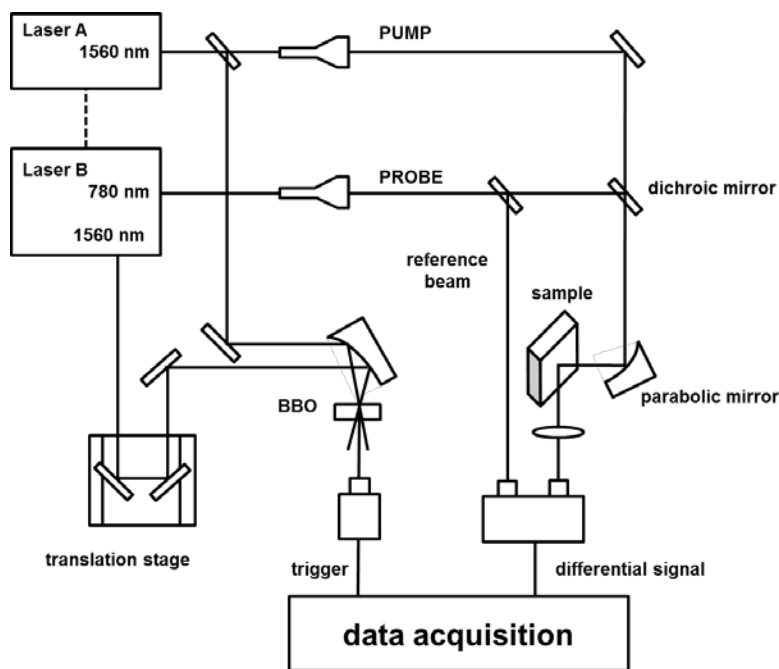 Laser A
1560 nm
PUMP
Laser B
780 nm
1560 nm
PROBE
dichroic mirror
reference
beam
sample
BBO
parabolic mirror
translation stage
trigger
differential signal
data acquisition